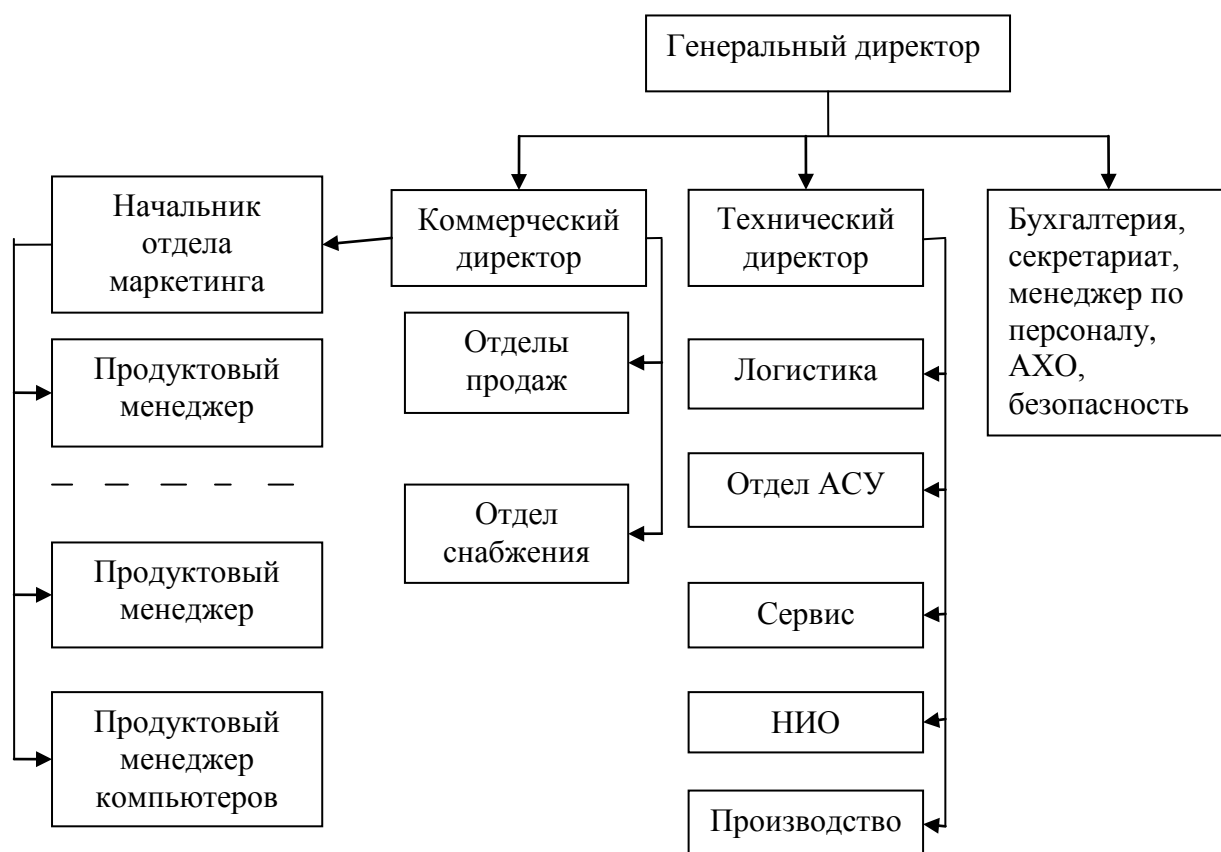 Генеральный директор
Начальник
отдела
маркетинга
Коммерческий
директор
Технический
директор
Бухгалтерия,
секретариат,
менеджер по
персоналу,
АХО,
безопасность
Продуктовый
менеджер
Продуктовый
менеджер
Продуктовый
менеджер
компьютеров
Отделы
продаж
Отдел
снабжения
Логистика
Отдел АСУ
Сервис
НИО
Производство